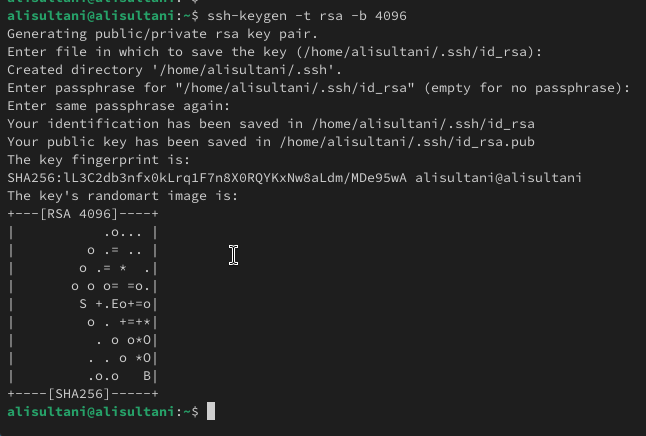 alisultani@alisultani:~$ ssh-keygen -t rsa -b 4096
Generating public/private rsa key pair.
Enter file in which to save the key (/home/alisultani/.ssh/id_rsa):
Created directory '/home/alisultani/.ssh'.
Enter passphrase for "/home/alisultani/.ssh/id_rsa" (empty for no passphrase):
Enter same passphrase again:
Your identification has been saved in /home/alisultani/.ssh/id_rsa
Your public key has been saved in /home/alisultani/.ssh/id_rsa.pub
The key fingerprint is:
SHA256:lL3C2db3nfx0kLrq1F7n8X0RQYKxNw8aLdm/MDe95wA alisultani@alisultani
The key's randomart image is:
+---[RSA 4096]----+
|          .o... |
|        o .= .. |
|       o .= *  .|
|      o o o= =o.|
|       S +.Eo+=o|
|        o . +=+*|
|         . o o*O|
|        . . o *O|
|        .o.o   B|
+----[SHA256]-----+
alisultani@alisultani:~$